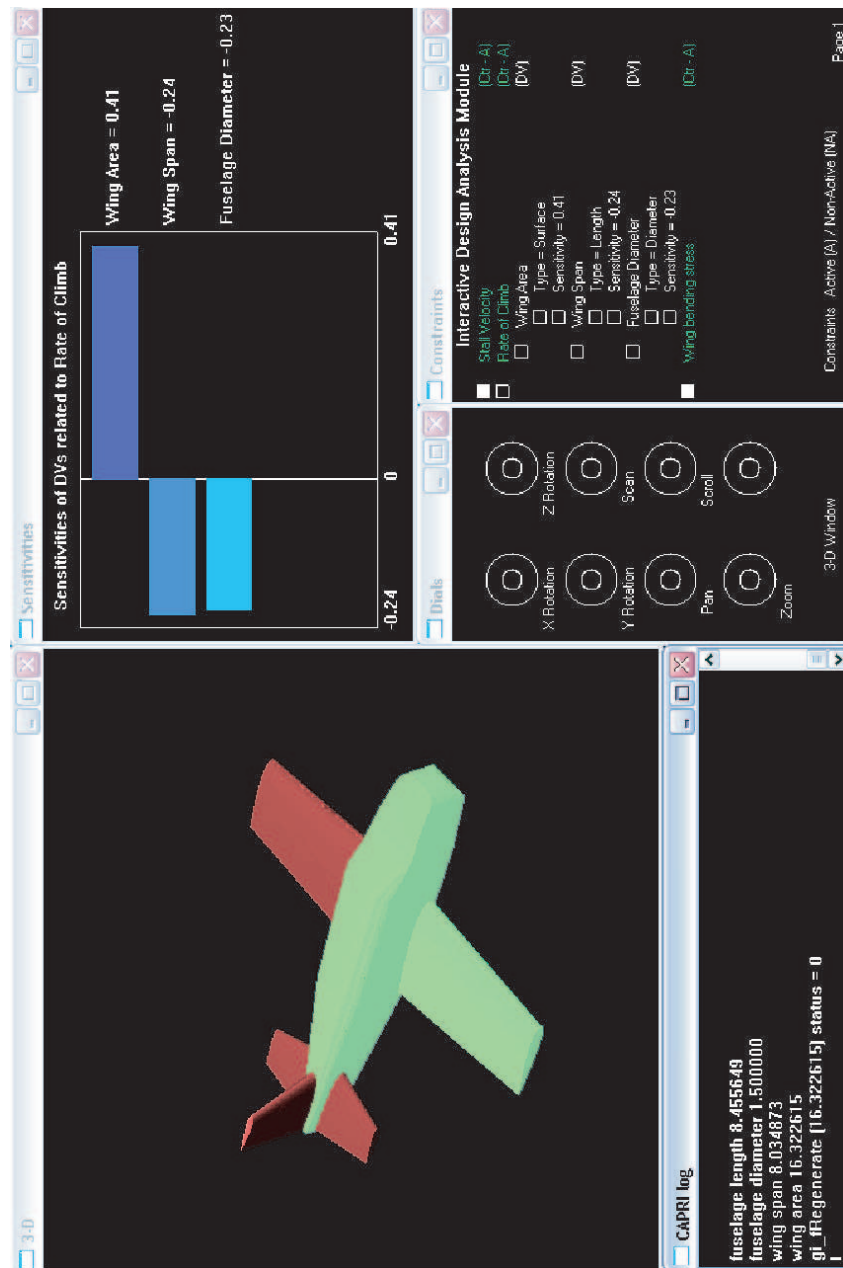 3-D
Sensitivities
Sensitivities of DVs related to Rate of Climb
Wing Area = 0.41
Wing Span = -0.24
Fuselage Diameter = -0.23
-0.24
0
0.41
CAPRI log
fuselage length 8.455649
fuselage diameter 1.500000
wing span 8.034873
wing area 16.322615
gi_fRegenerate [16.322615] status = 0
Dials
X Rotation
Z Rotation
Y Rotation
Scan
Pan
Scroll
Zoom
3-D Window
Constraints
Interactive Design Analysis Module
Stall Velocity (Ctr - A)
Rate of Climb (Ctr - A)
Wing Area (DV)
Type = Surface
Sensitivity = 0.41
Wing Span (DV)
Type = Length
Sensitivity = -0.24
Fuselage Diameter (DV)
Type = Diameter
Sensitivity = -0.23
Wing bending stress (Ctr - A)
Constraints Active (A) / Non-Active (NA)
Page 1